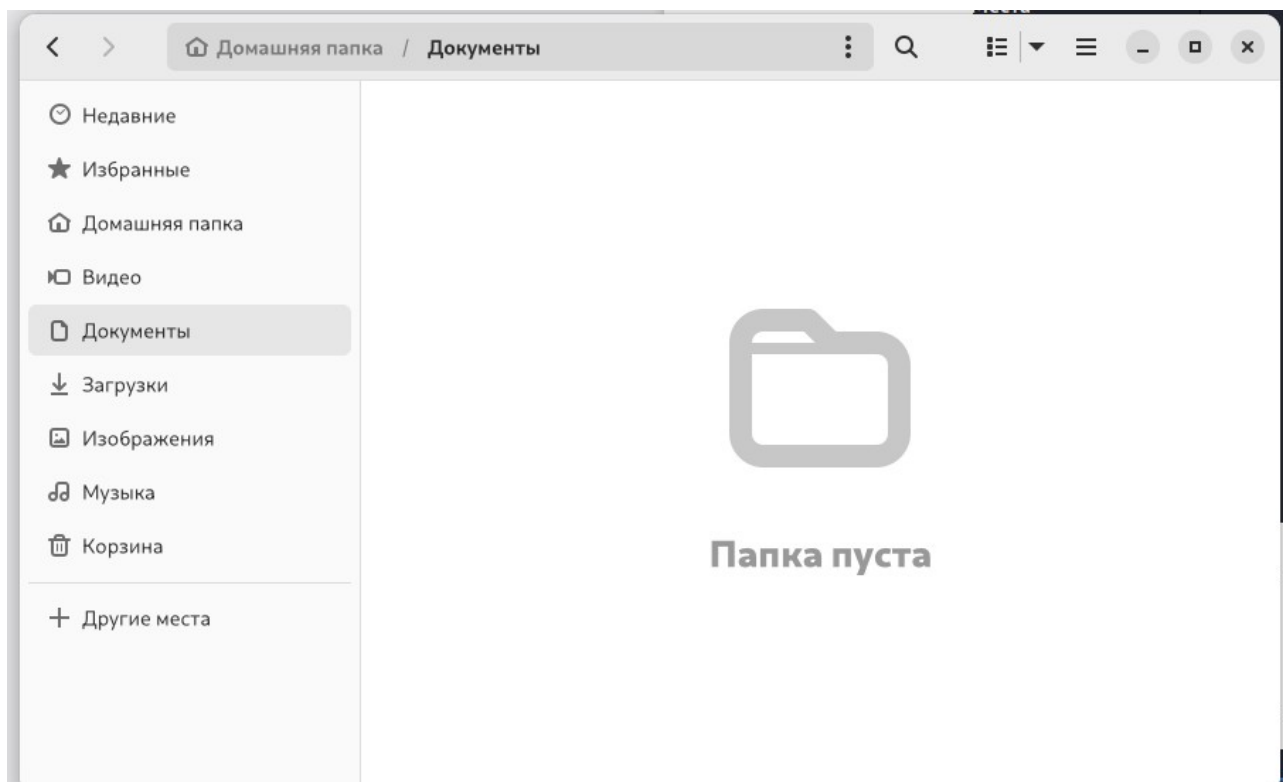 Домашняя папка / Документы
Недавние
Избранные
Домашняя папка
Видео
Документы
Загрузки
Изображения
Музыка
Корзина
Другие места
Папка пуста